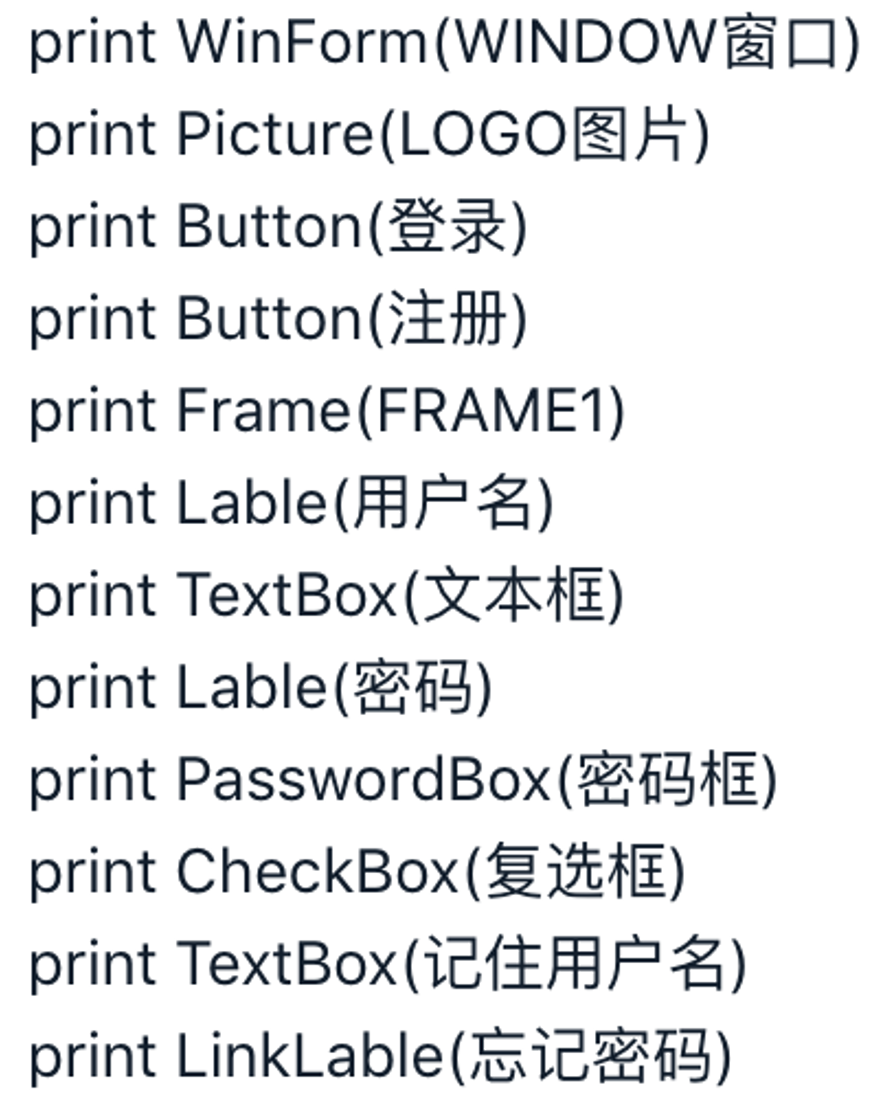 print WinForm(WINDOW窗口)
print Picture(LOGO图片)
print Button(登录)
print Button(注册)
print Frame(FRAME1)
print Lable(用户名)
print TextBox(文本框)
print Lable(密码)
print PasswordBox(密码框)
print CheckBox(复选框)
print TextBox(记住用户名)
print LinkLable(忘记密码)